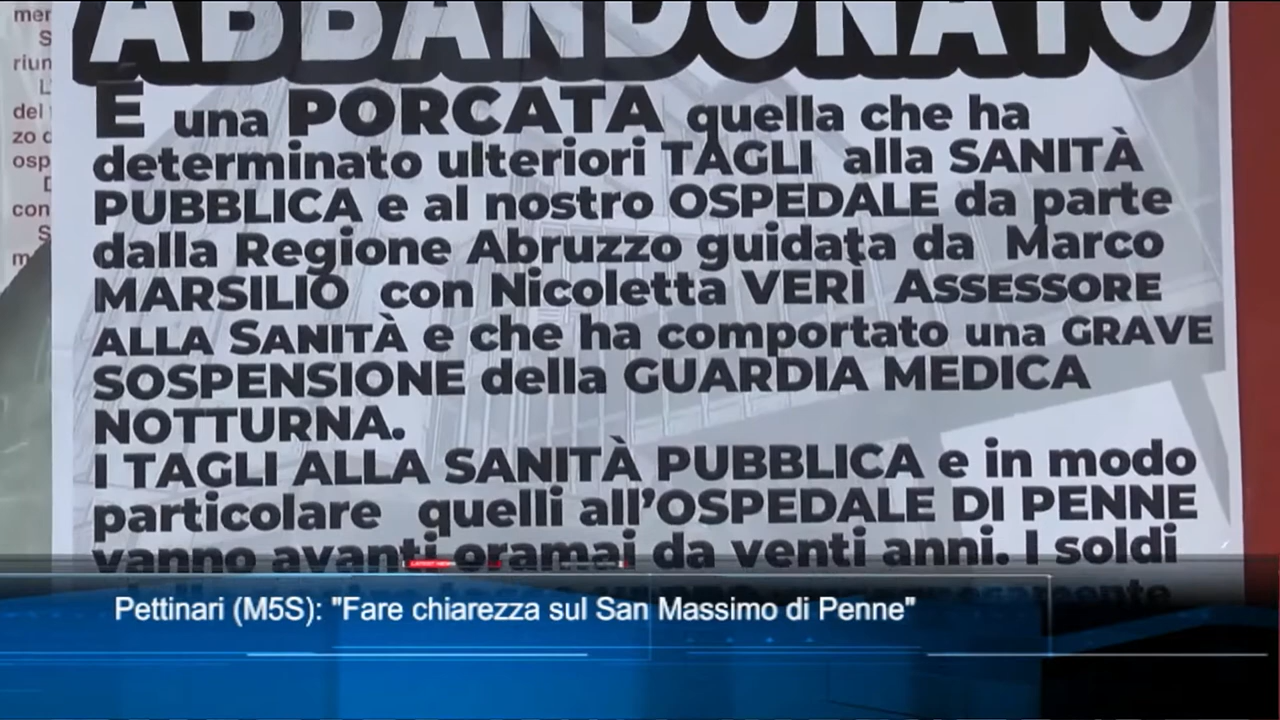 ABBANDONATO
È una PORCATA quella che ha
determinato ulteriori TAGLI alla SANITÀ
PUBBLICA e al nostro OSPEDALE da parte
dalla Regione Abruzzo guidata da Marco
MARSILIO con Nicoletta VERÌ ASSESSORE
ALLA SANITÀ e che ha comportato una GRAVE
SOSPENSIONE della GUARDIA MEDICA
NOTTURNA.
I TAGLI ALLA SANITÀ PUBBLICA e in modo
particolare quelli all'OSPEDALE DI PENNE
vanno avanti oramai da venti anni. I soldi
LATEST NEWS
Pettinari (M5S): "Fare chiarezza sul San Massimo di Penne"